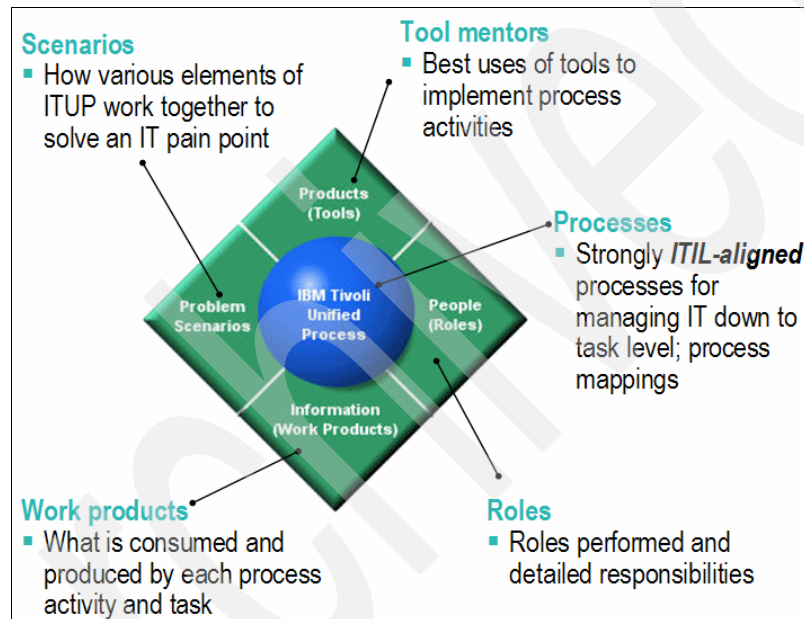 Scenarios
▪ How various elements of
ITUP work together to
solve an IT pain point
Tool mentors
▪ Best uses of tools to
implement process
activities
Products
(Tools)
Processes
▪ Strongly ITIL-aligned
processes for
managing IT down to
task level; process
mappings
Problem
Scenarios
IBM Tivoli
Unified
Process
People
(Roles)
Information
(Work Products)
Work products
▪ What is consumed and
produced by each process
activity and task
Roles
▪ Roles performed and
detailed responsibilities